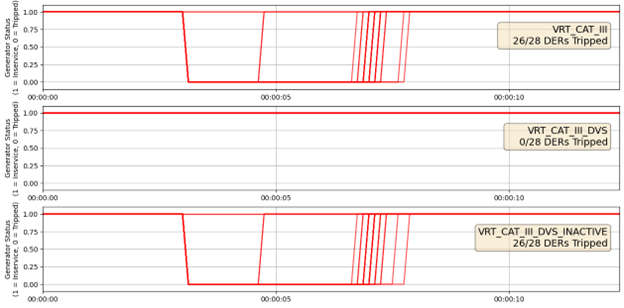 Generator Status
(1 = Inservice, 0 = Tripped)
1.00
0.75
0.50
0.25
0.00
VRT_CAT_III
26/28 DERs Tripped
00:00:00
00:00:05
00:00:10
Generator Status
(1 = Inservice, 0 = Tripped)
1.00
0.75
0.50
0.25
0.00
VRT_CAT_III_DVS
0/28 DERs Tripped
00:00:00
00:00:05
00:00:10
Generator Status
(1 = Inservice, 0 = Tripped)
1.00
0.75
0.50
0.25
0.00
VRT_CAT_III_DVS_INACTIVE
26/28 DERs Tripped
00:00:00
00:00:05
00:00:10